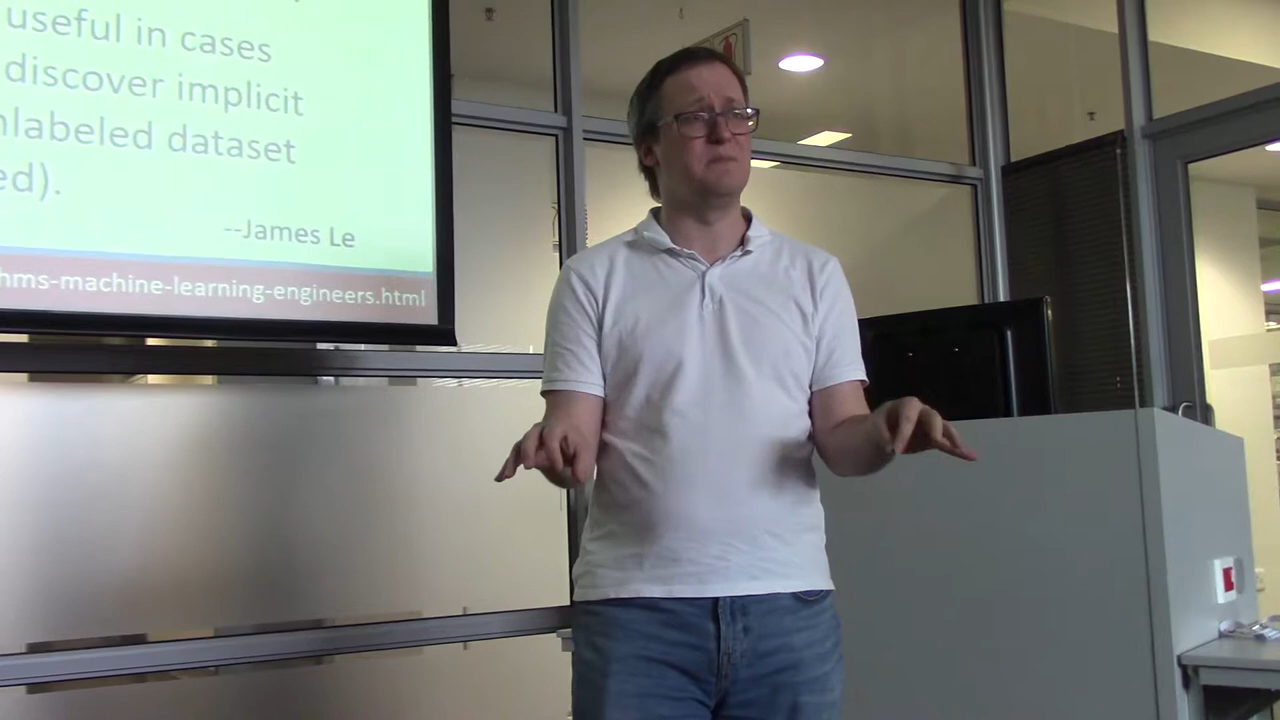 useful in cases
discover implicit
nlabeled dataset
ed).
--James Le
hms-machine-learning-engineers.html